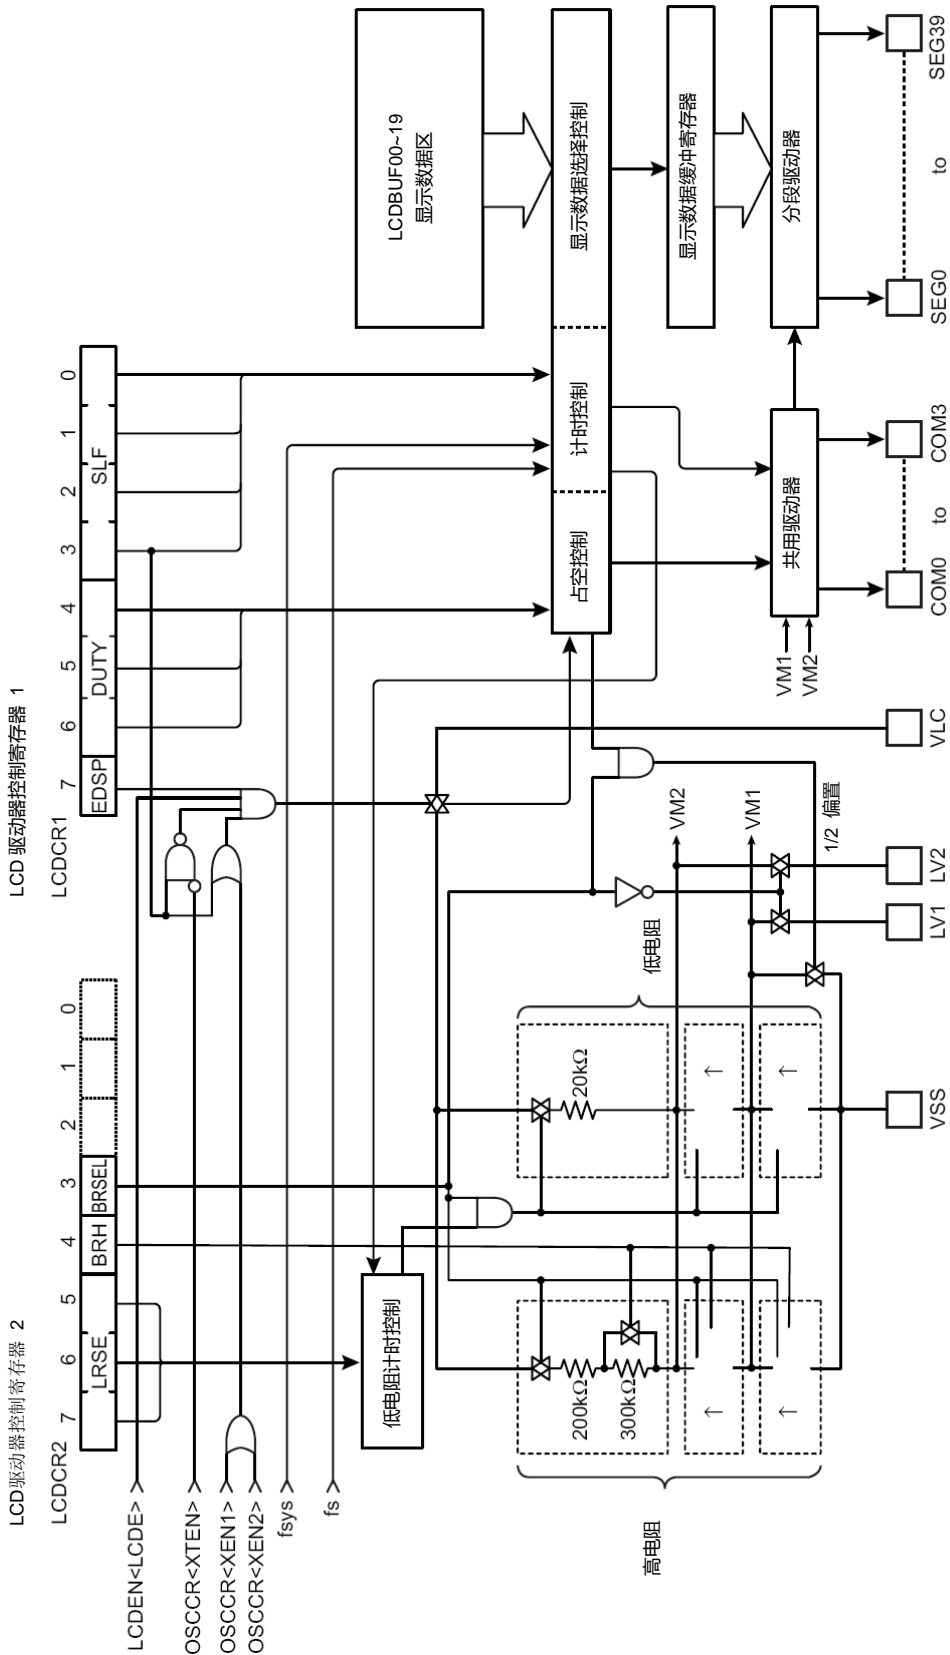 LCD驱动器控制寄存器 2
LCDCR2
7
6
5
4
3
2
1
0
LRSE
BRH
BRSEL
LCD 驱动器控制寄存器 1
LCDCR1
7
6
5
4
3
2
1
0
EDSP
DUTY
SLF
LCDEN<LCDE>
OSCCR<XTEN>
OSCCR<XEN1>
OSCCR<XEN2>
fsys
fs
低电阻计时控制
LCDBUF00~19
显示数据区
占空控制
计时控制
显示数据选择控制
显示数据缓冲寄存器
共用驱动器
分段驱动器
VM1
VM2
高电阻
200kΩ
300kΩ
↑
↑
低电阻
20kΩ
↑
↑
VM2
VM1
1/2 偏置
VSS
LV1
LV2
VLC
COM0
to
COM3
SEG0
to
SEG39